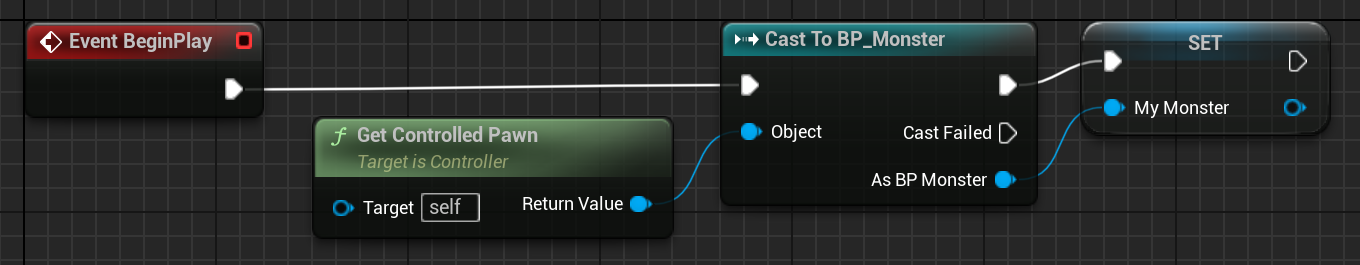 Event BeginPlay
Get Controlled Pawn
Target is Controller
Target self
Return Value
Cast To BP_Monster
Object
Cast Failed
As BP Monster
SET
My Monster